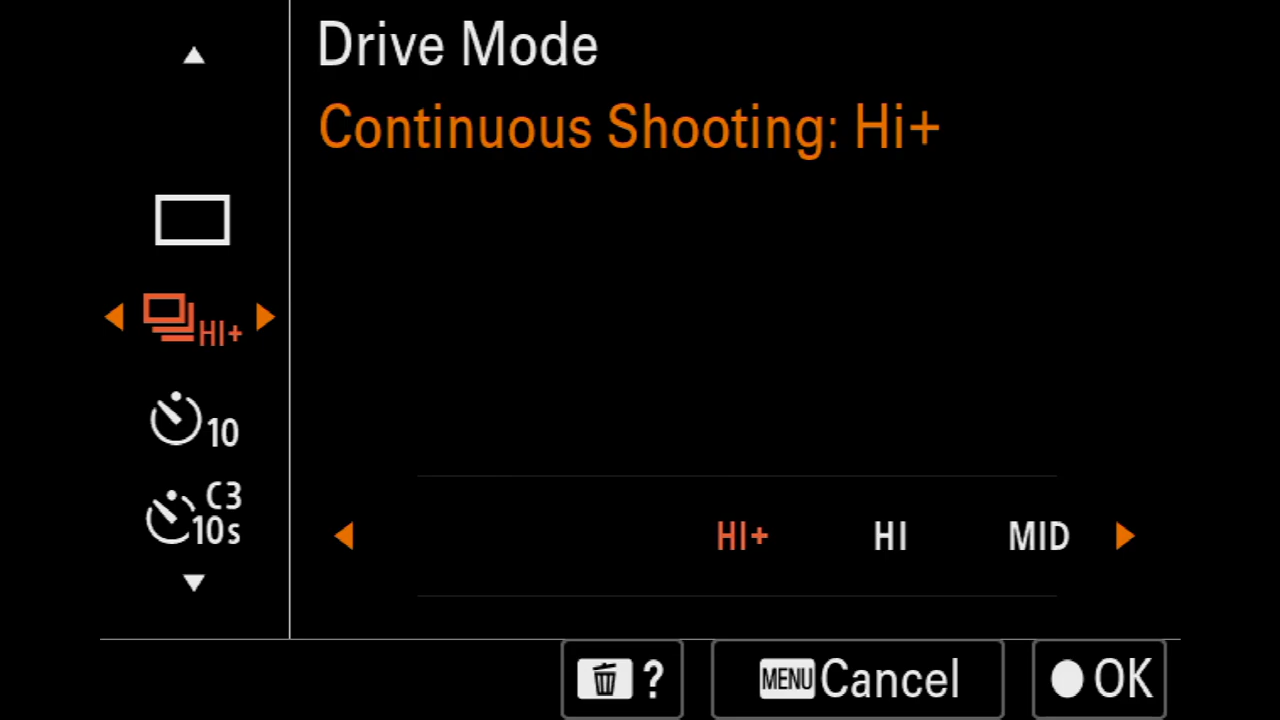 Drive Mode
Continuous Shooting: Hi+
HI+
10
C3
10s
HI+ HI MID
? MENU Cancel OK